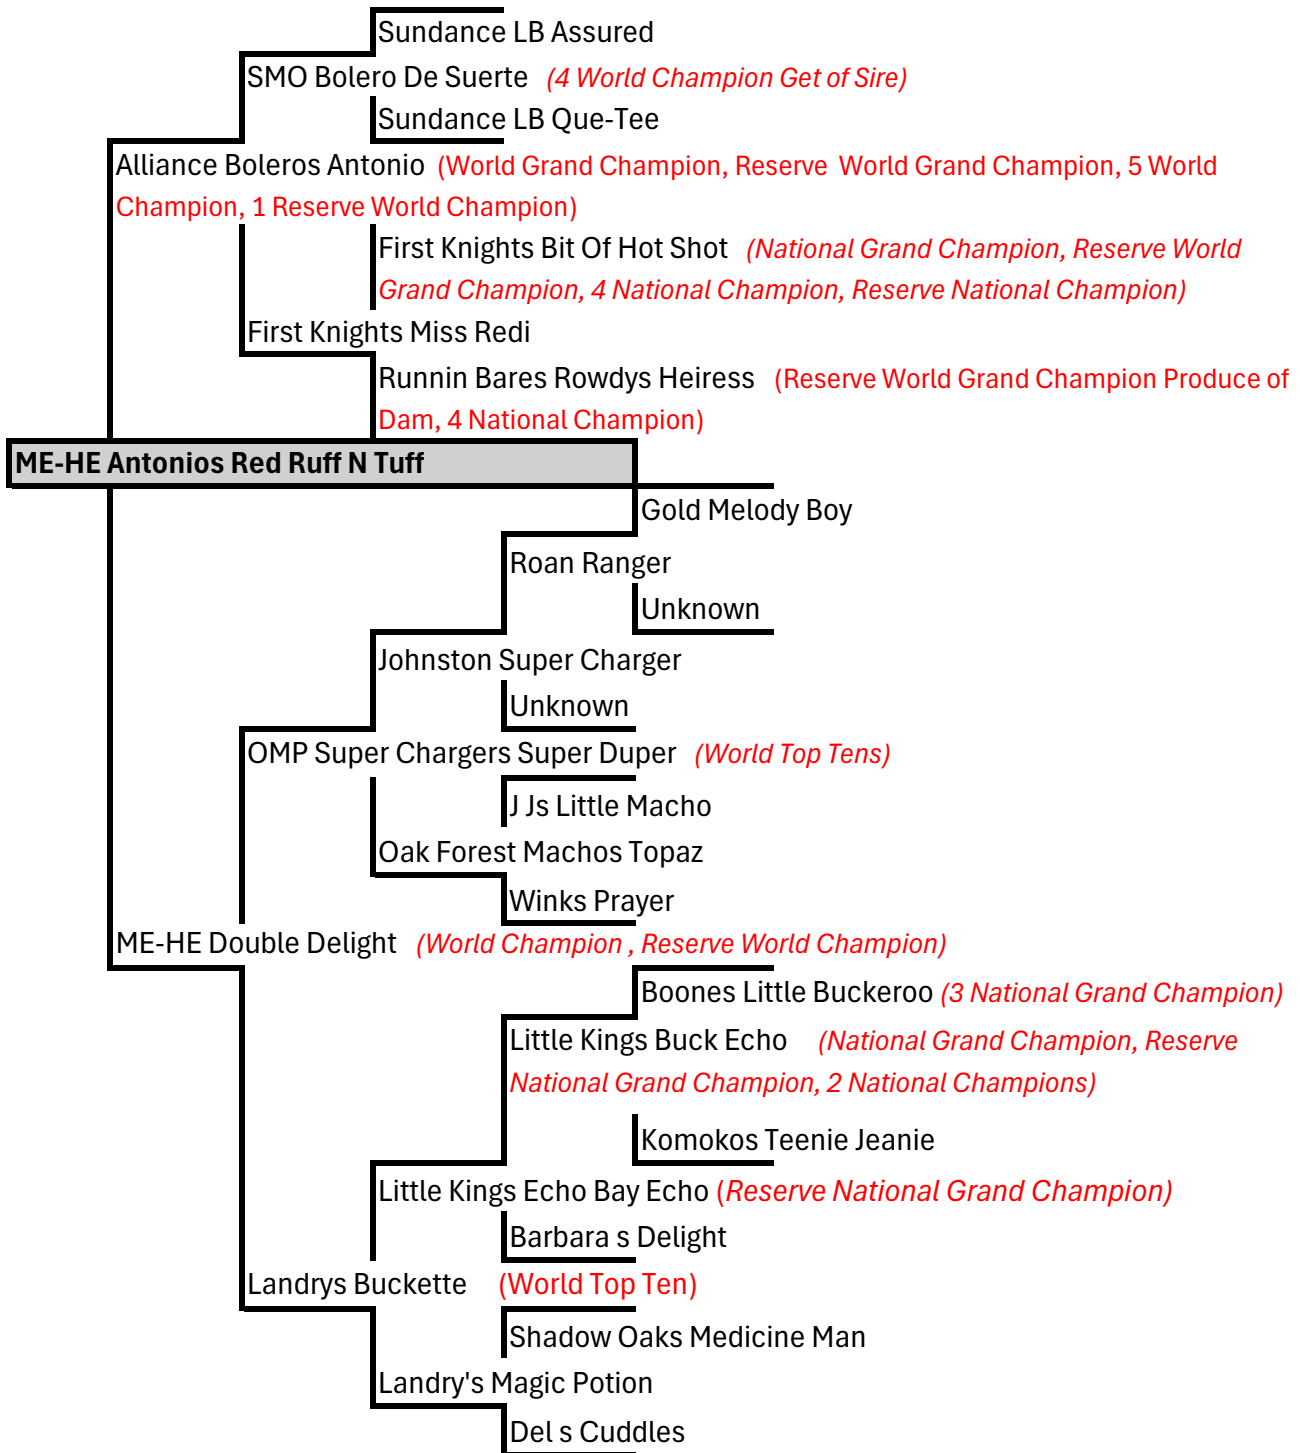 Sundance LB Assured
SMO Bolero De Suerte (4 World Champion Get of Sire)
Sundance LB Que-Tee
Alliance Boleros Antonio (World Grand Champion, Reserve World Grand Champion, 5 World
Champion, 1 Reserve World Champion)
First Knights Bit Of Hot Shot (National Grand Champion, Reserve World
Grand Champion, 4 National Champion, Reserve National Champion)
First Knights Miss Redi
Runnin Bares Rowdys Heiress (Reserve World Grand Champion Produce of
Dam, 4 National Champion)
ME-HE Antonios Red Ruff N Tuff
Gold Melody Boy
Roan Ranger
Unknown
Johnston Super Charger
Unknown
OMP Super Chargers Super Duper (World Top Tens)
J Js Little Macho
Oak Forest Machos Topaz
Winks Prayer
ME-HE Double Delight (World Champion , Reserve World Champion)
Boones Little Buckeroo (3 National Grand Champion)
Little Kings Buck Echo (National Grand Champion, Reserve
National Grand Champion, 2 National Champions)
Komokos Teenie Jeanie
Little Kings Echo Bay Echo (Reserve National Grand Champion)
Barbara s Delight
Landrys Buckette (World Top Ten)
Shadow Oaks Medicine Man
Landry's Magic Potion
Del s Cuddles